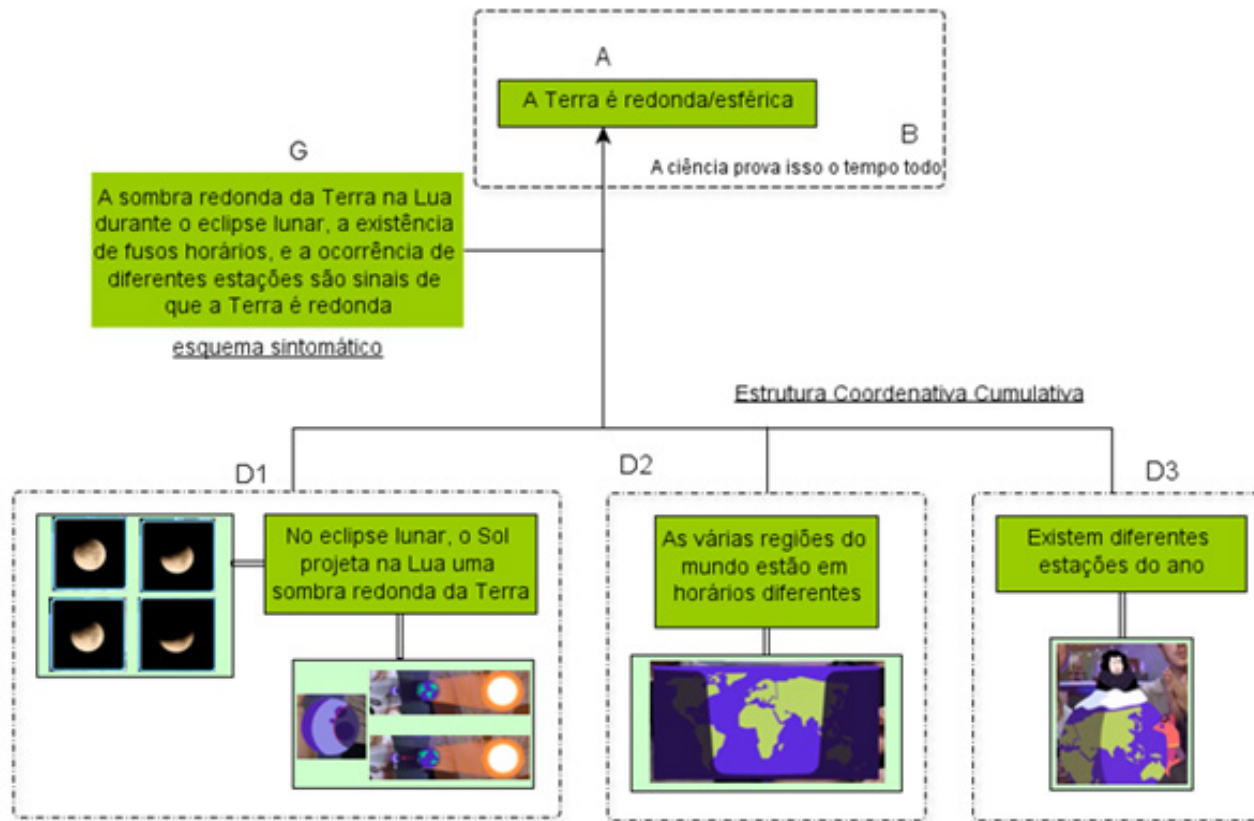 A
A Terra é redonda/esférica
B
A ciência prova isso o tempo todo
G
A sombra redonda da Terra na Lua
durante o eclipse lunar, a existência
de fusos horários, e a ocorrência de
diferentes estações são sinais de
que a Terra é redonda
esquema sintomático
Estrutura Coordenativa Cumulativa
D1
No eclipse lunar, o Sol
projeta na Lua uma
sombra redonda da Terra
D2
As várias regiões do
mundo estão em
horários diferentes
D3
Existem diferentes
estações do ano